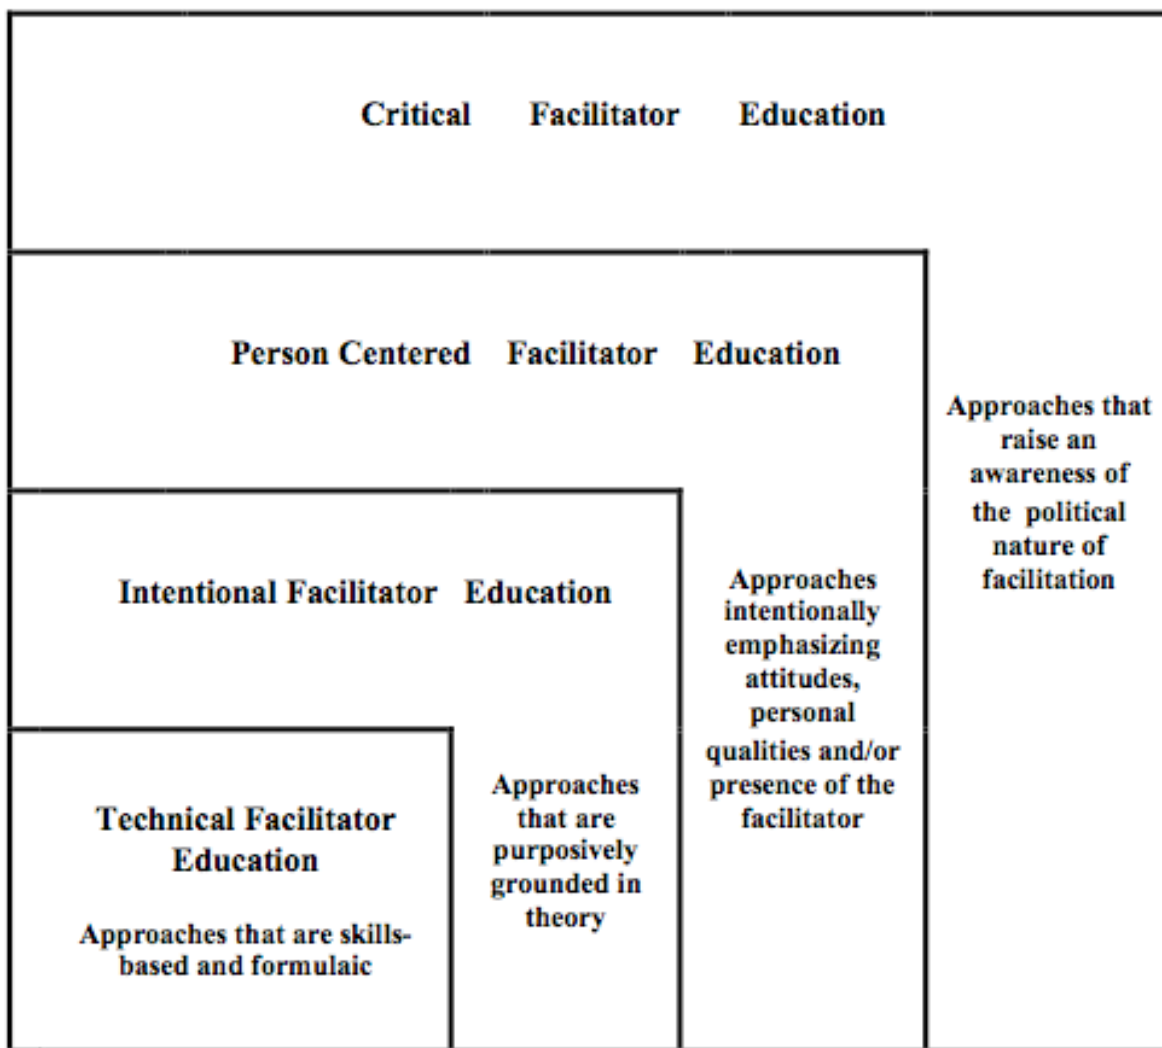 Critical Facilitator Education
Person Centered Facilitator Education
Approaches that
raise an
awareness of
the political
nature of
facilitation
Intentional Facilitator Education
Approaches
intentionally
emphasizing
attitudes,
personal
qualities and/or
presence of the
facilitator
Technical Facilitator
Education
Approaches that are skills-
based and formulaic
Approaches
that are
purposively
grounded in
theory